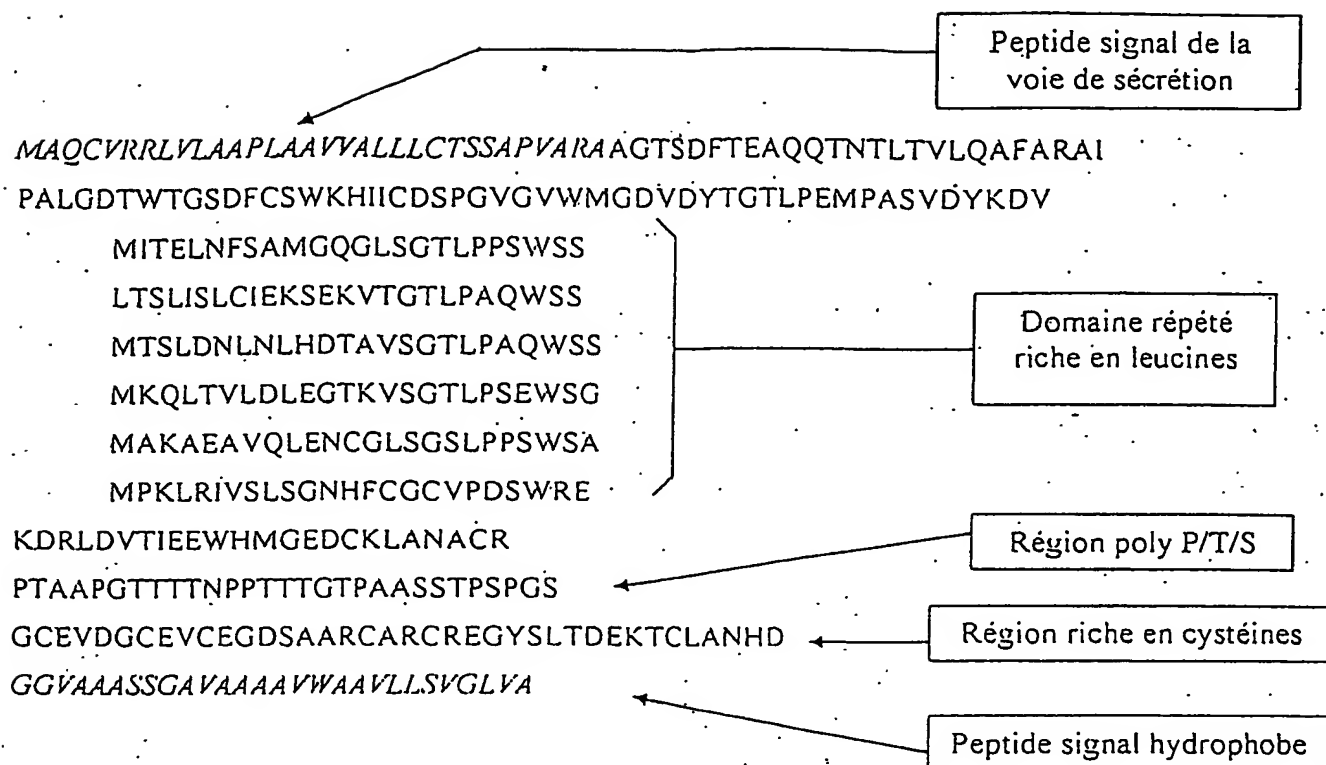 Peptide signal de la
voie de sécrétion
MAQCVRRLVLAAPLAAVVALLLCTSSAPVARAAGTSDFTEAQQTNTLTVLQAFARAI
PALGDTWTGSDFCSWKHIICDSPGVGVWMGDVDYTGTLPEMPASVDYKDV
MITELNFSAMGQGLSGTLPPSWSS
LTSLISLCIEKSEKVTGTLPAQWSS
MTSLDNLNLHDTAVSGTLPAQWSS
MKQLTVLDLEGTKVSGTLPSEWSG
MAKAEAVQLENCGLSGSLPPSWSA
MPKLRIVSLSGNHFCGCVPDSWRE
Domaine répété
riche en leucines
KDRLDVTIEEWHMGEDCKLANACR
PTAAPGTTTTNPPTTTGTPAASSTPSPGS
Région poly P/T/S
GCEVDGCEVCEGDSAARCARCREGYSLTDEKTCLANHD
Région riche en cystéines
GGVAAASSGAVAAAAVWAAVLLSVGLVA
Peptide signal hydrophobe